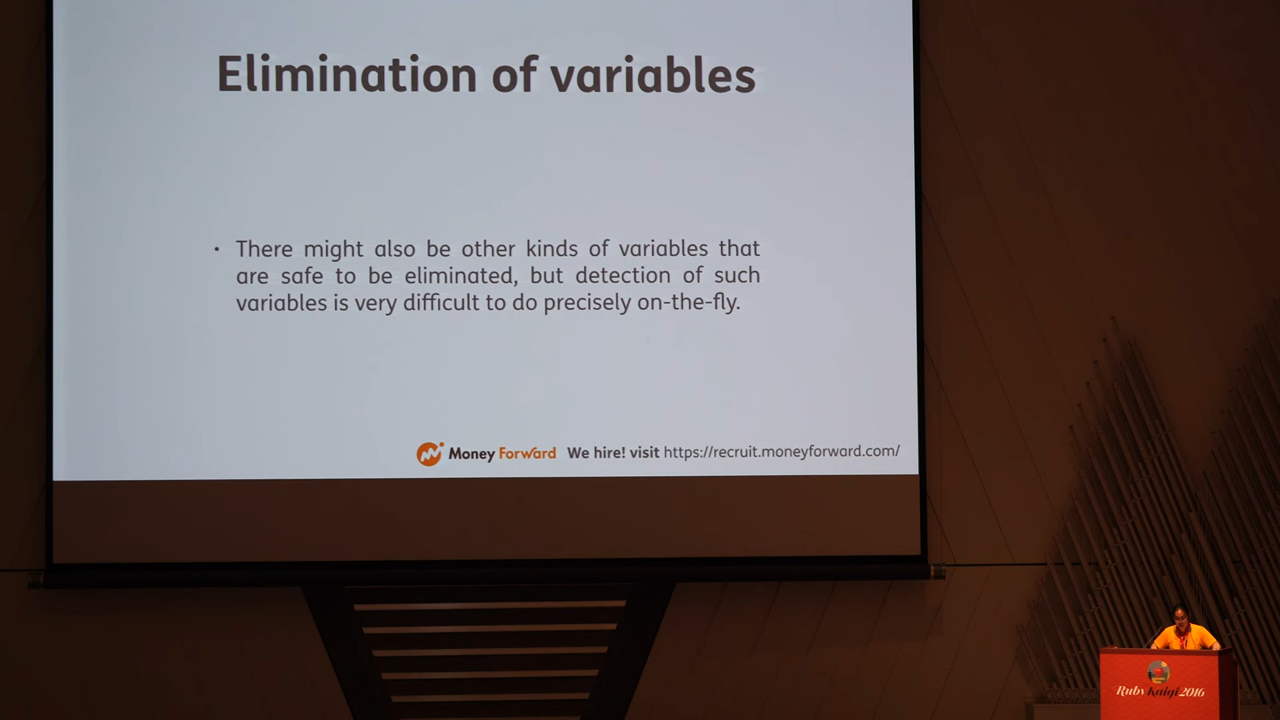 Elimination of variables
• There might also be other kinds of variables that
are safe to be eliminated, but detection of such
variables is very difficult to do precisely on-the-fly.
Money Forward We hire! visit https://recruit.moneyforward.com/
RubyKaigi2016